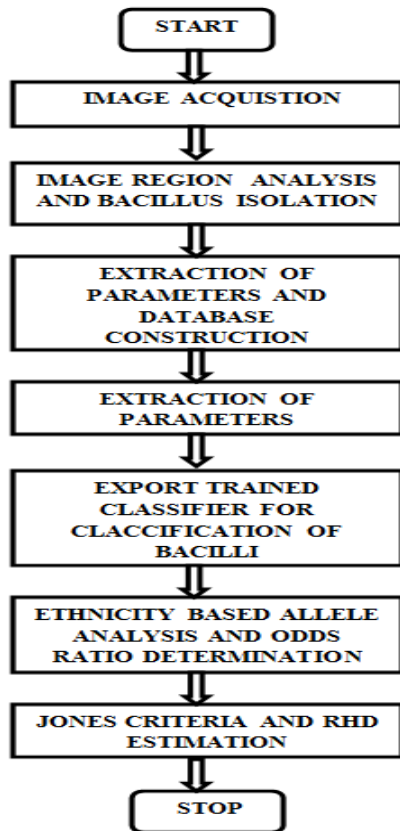 START
IMAGE ACQUISTION
IMAGE REGION ANALYSIS
AND BACILLUS ISOLATION
EXTRACTION OF
PARAMETERS AND
DATABASE
CONSTRUCTION
EXTRACTION OF
PARAMETERS
EXPORT TRAINED
CLASSIFIER FOR
CLACCIFICATION OF
BACILLI
ETHNICITY BASED ALLELE
ANALYSIS AND ODDS
RATIO DETERMINATION
JONES CRITERIA AND RHD
ESTIMATION
STOP